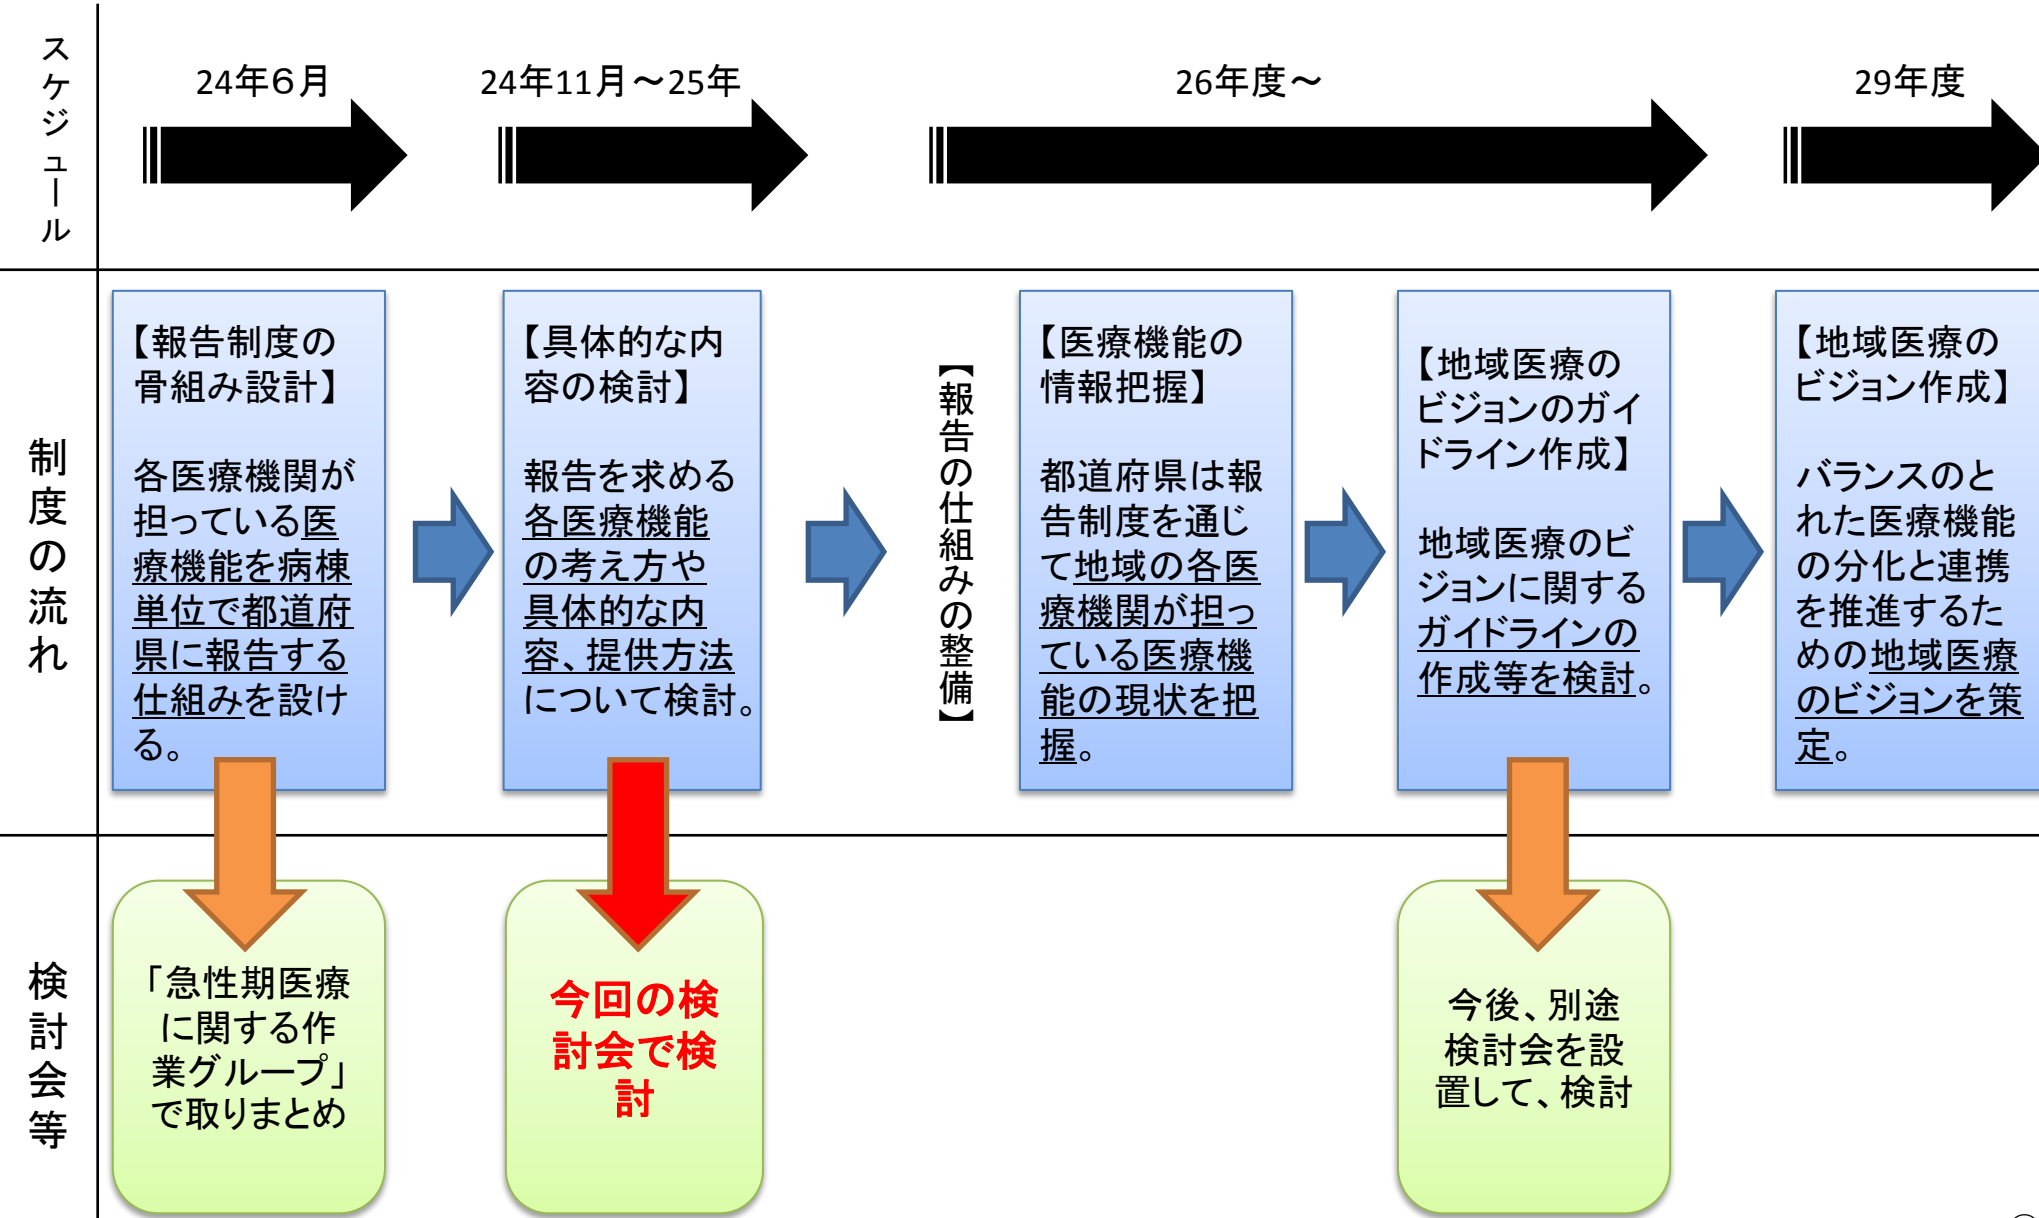 スケジュール
24年６月
24年11月～25年
26年度～
29年度
制度の流れ
【報告制度の
骨組み設計】
各医療機関が
担っている医
療機能を病棟
単位で都道府
県に報告する
仕組みを設け
る。
【具体的な内
容の検討】
報告を求める
各医療機能
の考え方や
具体的な内
容、提供方法
について検討。
【報告の仕組みの整備】
【医療機能の
情報把握】
都道府県は報
告制度を通じ
て地域の各医
療機関が担っ
ている医療機
能の現状を把
握。
【地域医療の
ビジョンのガイ
ドライン作成】
地域医療のビ
ジョンに関する
ガイドラインの
作成等を検討。
【地域医療の
ビジョン作成】
バランスのと
れた医療機能
の分化と連携
を推進するた
めの地域医療
のビジョンを策
定。
検討会等
「急性期医療
に関する作
業グループ」
で取りまとめ
今回の検
討会で検
討
今後、別途
検討会を設
置して、検討